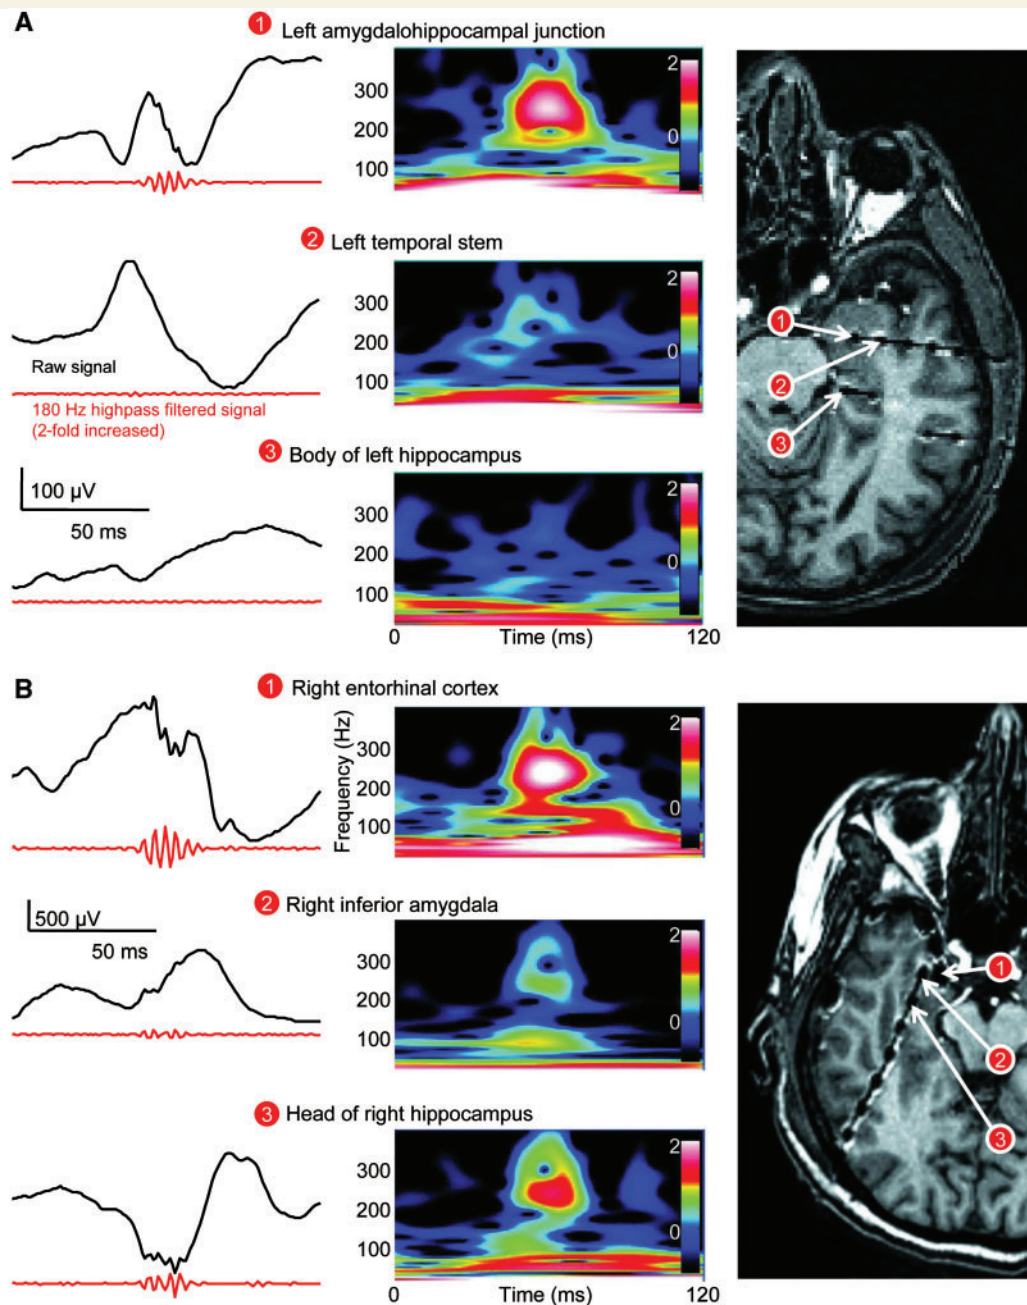 A
1 Left amygdalohippocampal junction
300
200
100
2
0
2 Left temporal stem
Raw signal
180 Hz highpass filtered signal
(2-fold increased)
300
200
100
2
0
3 Body of left hippocampus
100 µV
50 ms
300
200
100
2
0
0 Time (ms) 120
1
2
3
B
1 Right entorhinal cortex
Frequency (Hz)
300
200
100
2
0
2 Right inferior amygdala
500 µV
50 ms
300
200
100
2
0
3 Head of right hippocampus
300
200
100
2
0
0 Time (ms) 120
1
2
3